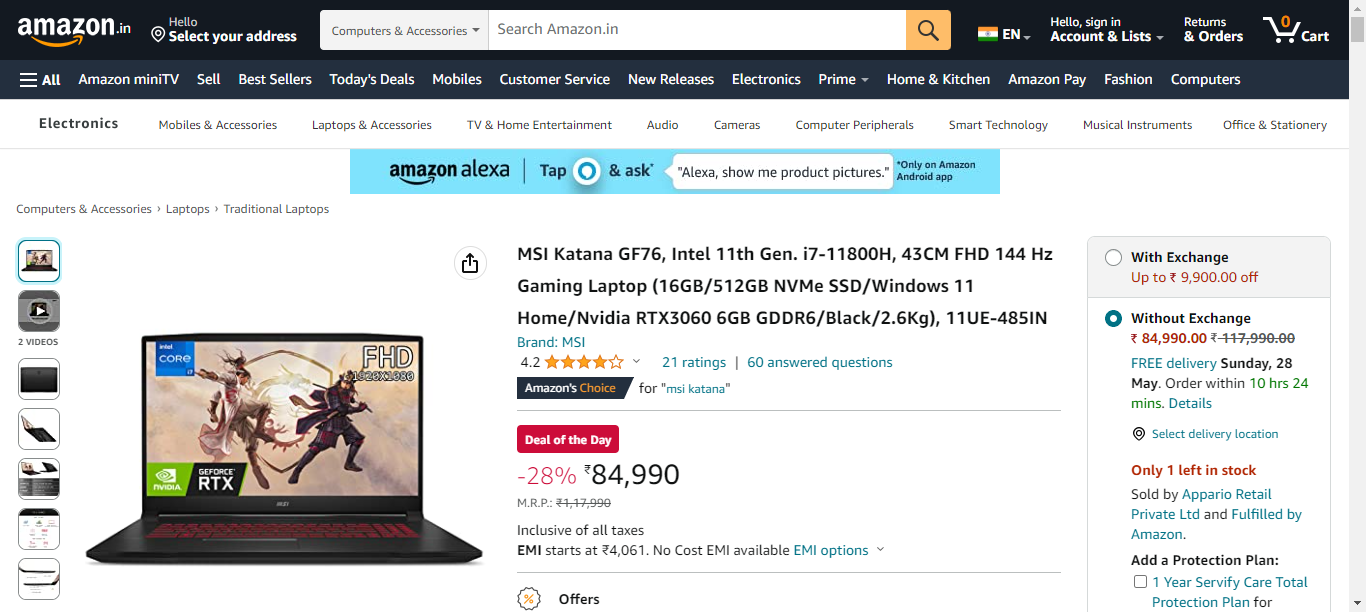 amazon.in
Hello
Select your address
Computers & Accessories
Search Amazon.in
EN
Hello, sign in
Account & Lists
Returns
& Orders
0
Cart
All
Amazon miniTV
Sell
Best Sellers
Today's Deals
Mobiles
Customer Service
New Releases
Electronics
Prime
Home & Kitchen
Amazon Pay
Fashion
Computers
Electronics
Mobiles & Accessories
Laptops & Accessories
TV & Home Entertainment
Audio
Cameras
Computer Peripherals
Smart Technology
Musical Instruments
Office & Stationery
amazon alexa
Tap & ask*
"Alexa, show me product pictures."
*Only on Amazon
Android app
Computers & Accessories › Laptops › Traditional Laptops
2 VIDEOS
intel
CORE
i7
FHD
1920X1080
NVIDIA
GEFORCE
RTX
MSI
MSI Katana GF76, Intel 11th Gen. i7-11800H, 43CM FHD 144 Hz
Gaming Laptop (16GB/512GB NVMe SSD/Windows 11
Home/Nvidia RTX3060 6GB GDDR6/Black/2.6Kg), 11UE-485IN
Brand: MSI
4.2
21 ratings | 60 answered questions
Amazon's Choice for "msi katana"
Deal of the Day
-28% ₹84,990
M.R.P.: ₹1,17,990
Inclusive of all taxes
EMI starts at ₹4,061. No Cost EMI available EMI options
Offers
With Exchange
Up to ₹ 9,900.00 off
Without Exchange
₹ 84,990.00 ₹ 117,990.00
FREE delivery Sunday, 28
May. Order within 10 hrs 24
mins. Details
Select delivery location
Only 1 left in stock
Sold by Appario Retail
Private Ltd and Fulfilled by
Amazon.
Add a Protection Plan:
1 Year Servify Care Total
Protection Plan for